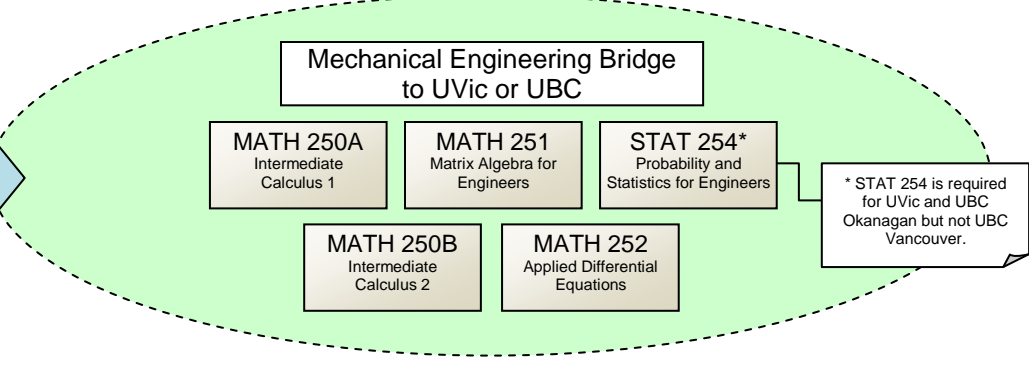 Mechanical Engineering Bridge
to UVic or UBC
MATH 250A
Intermediate
Calculus 1
MATH 251
Matrix Algebra for
Engineers
STAT 254*
Probability and
Statistics for Engineers
* STAT 254 is required
for UVic and UBC
Okanagan but not UBC
Vancouver.
MATH 250B
Intermediate
Calculus 2
MATH 252
Applied Differential
Equations